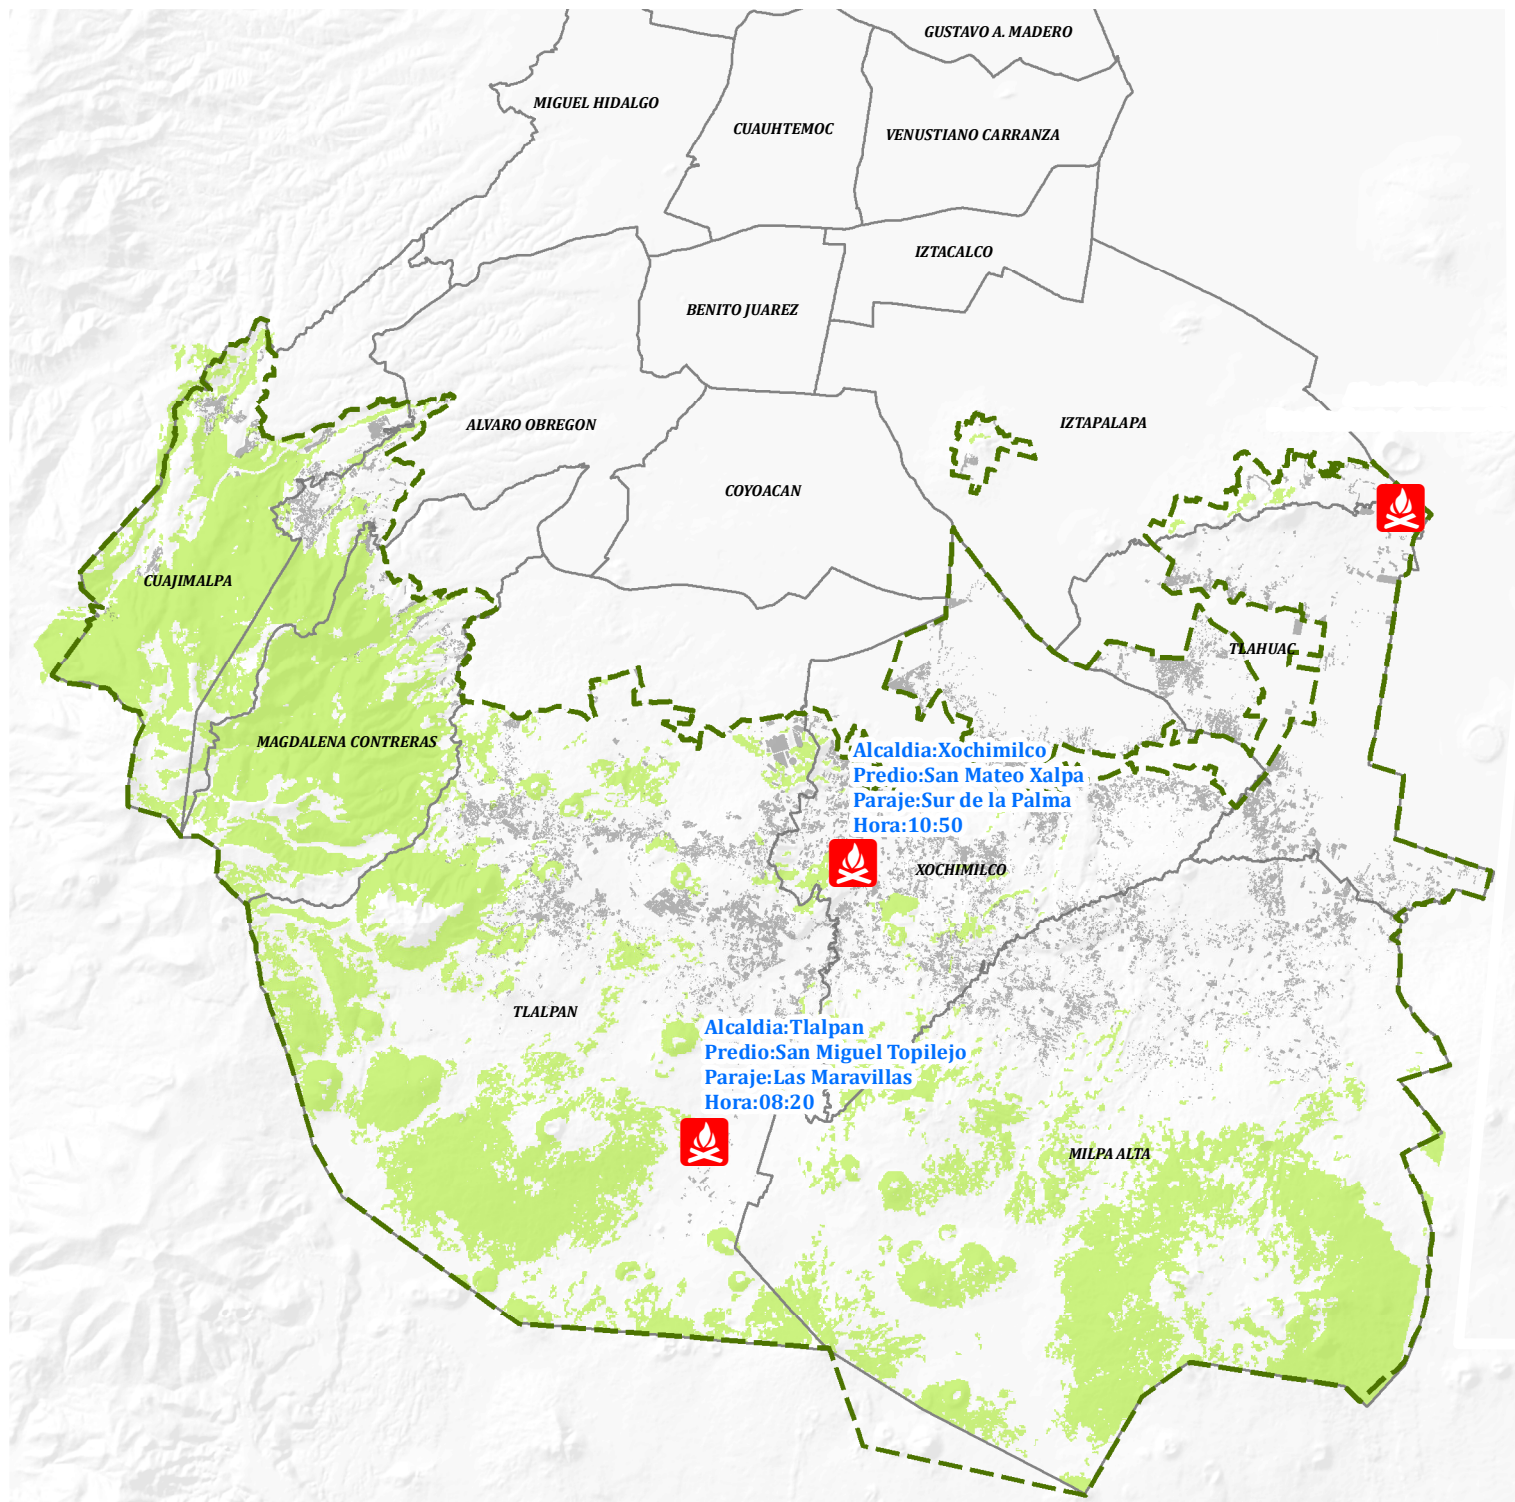 GUSTAVO A. MADERO
MIGUEL HIDALGO
CUAUHTEMOC
VENUSTIANO CARRANZA
IZTACALCO
BENITO JUAREZ
ALVARO OBREGON
IZTAPALAPA
COYOACAN
CUAJIMALPA
TLAHUAC
MAGDALENA CONTRERAS
Alcaldia:Xochimilco
Predio:San Mateo Xalpa
Paraje:Sur de la Palma
Hora:10:50
XOCHIMILCO
TLALPAN
Alcaldia:Tlalpan
Predio:San Miguel Topilejo
Paraje:Las Maravillas
Hora:08:20
MILPA ALTA